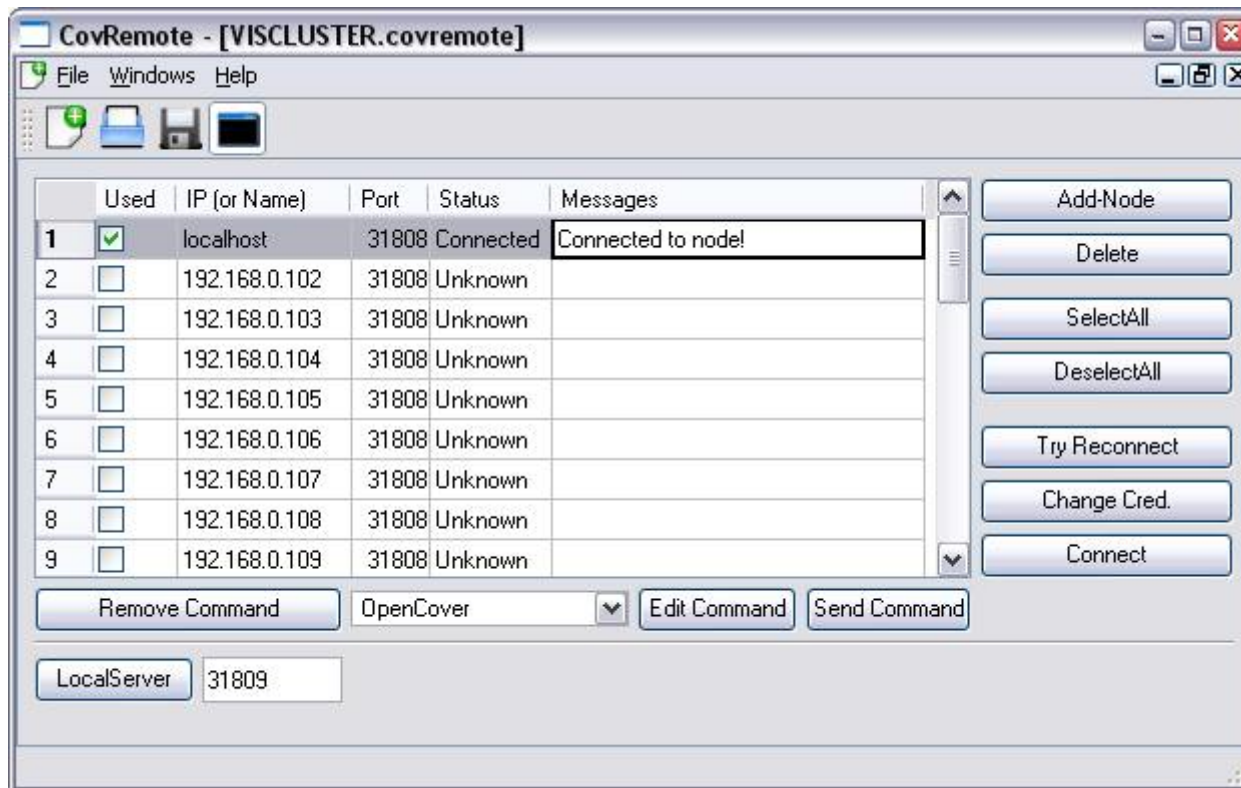 CovRemote - [VISCLUSTER.covremote]
File Windows Help
Used IP (or Name) Port Status Messages
1 localhost 31808 Connected Connected to node!
2 192.168.0.102 31808 Unknown
3 192.168.0.103 31808 Unknown
4 192.168.0.104 31808 Unknown
5 192.168.0.105 31808 Unknown
6 192.168.0.106 31808 Unknown
7 192.168.0.107 31808 Unknown
8 192.168.0.108 31808 Unknown
9 192.168.0.109 31808 Unknown
Add-Node
Delete
SelectAll
DeselectAll
Try Reconnect
Change Cred.
Connect
Remove Command OpenCover Edit Command Send Command
LocalServer 31809